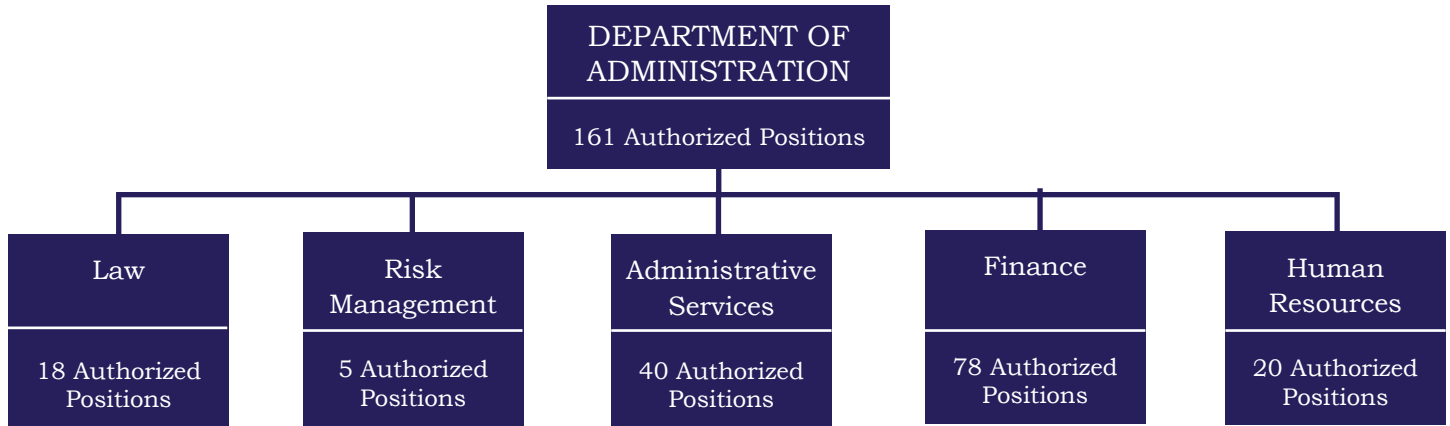 DEPARTMENT OF
ADMINISTRATION
161 Authorized Positions
Law
18 Authorized
Positions
Risk
Management
5 Authorized
Positions
Administrative
Services
40 Authorized
Positions
Finance
78 Authorized
Positions
Human
Resources
20 Authorized
Positions